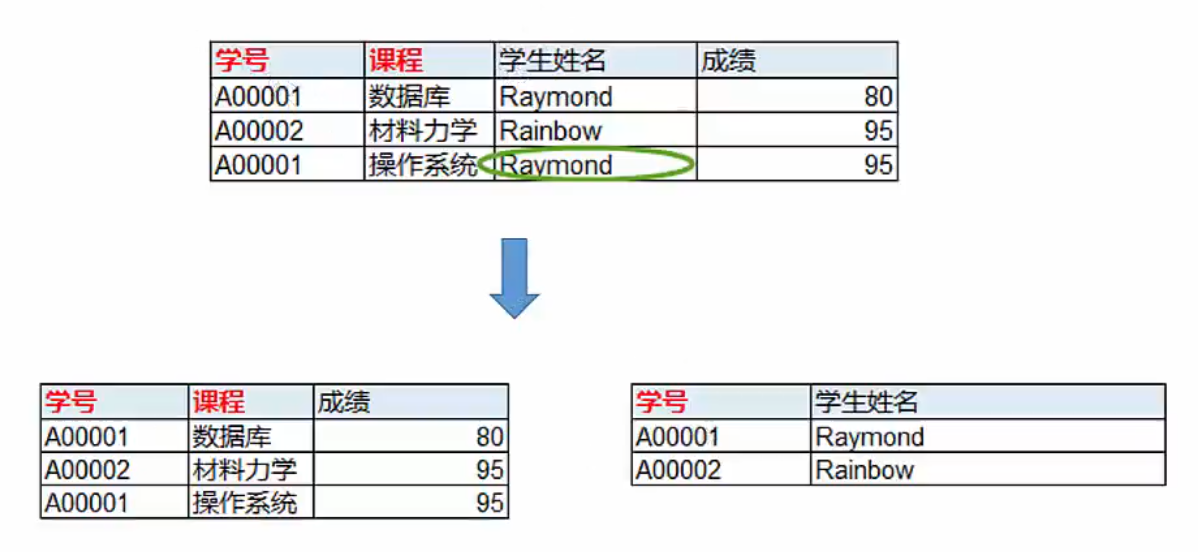 学号 课程 学生姓名 成绩
A00001 数据库 Raymond 80
A00002 材料力学 Rainbow 95
A00001 操作系统 Raymond 95
学号 课程 成绩
A00001 数据库 80
A00002 材料力学 95
A00001 操作系统 95
学号 学生姓名
A00001 Raymond
A00002 Rainbow